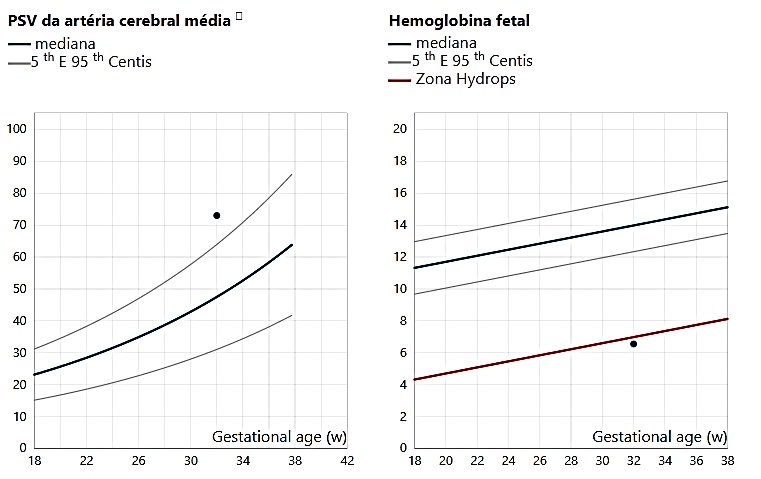 PSV da artéria cerebral média
mediana
5 th E 95 th Centis
100
90
80
70
60
50
40
30
20
10
0
Gestational age (w)
18 22 26 30 34 38 42
Hemoglobina fetal
mediana
5 th E 95 th Centis
Zona Hydrops
20
18
16
14
12
10
8
6
4
2
0
Gestational age (w)
18 20 22 24 26 28 30 32 34 36 38